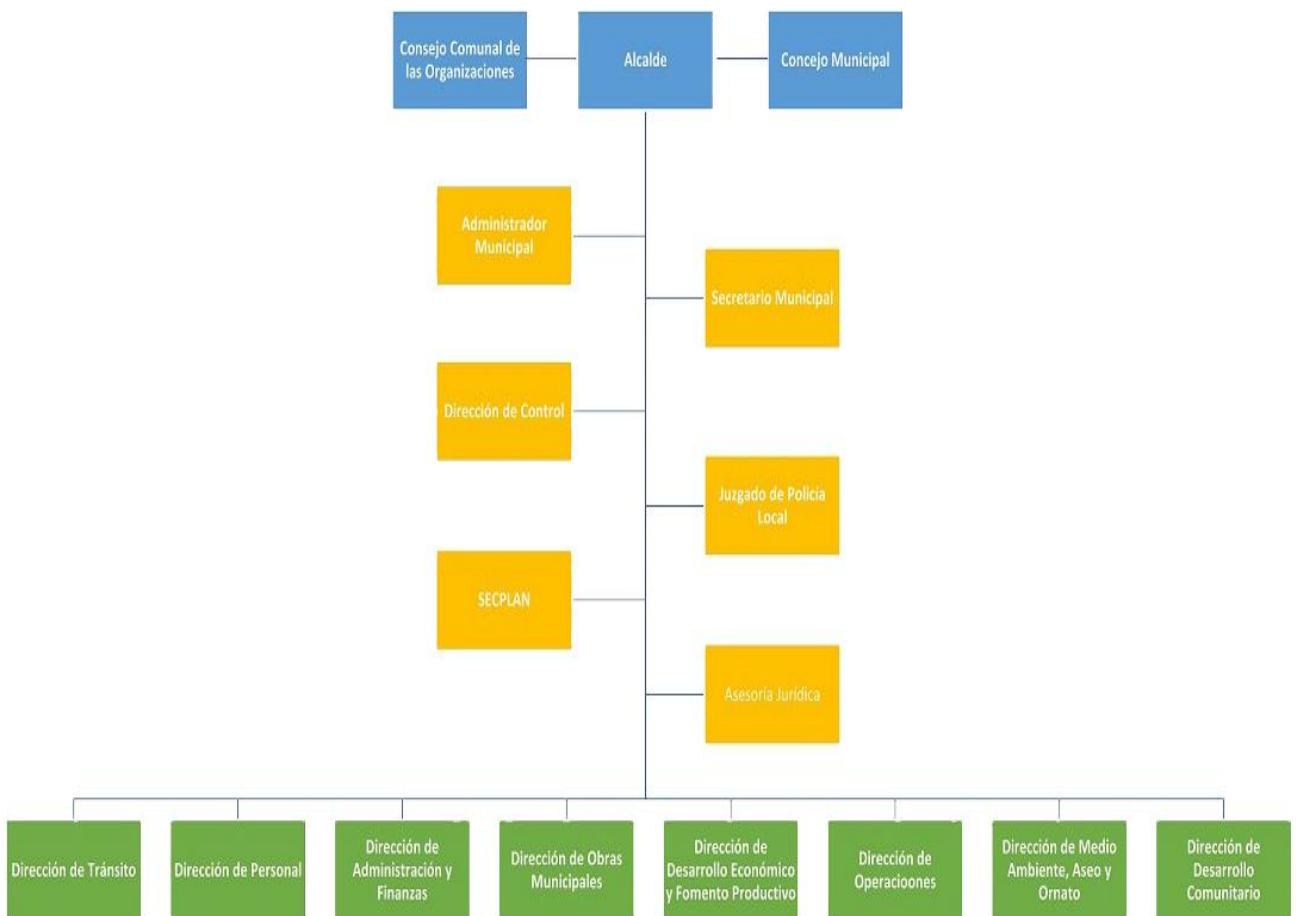 Consejo Comunal de
las Organizaciones
Alcalde
Concejo Municipal
Administrador
Municipal
Secretario Municipal
Dirección de Control
Juzgado de Policía
Local
SECPLAN
Asesoría Jurídica
Dirección de Tránsito
Dirección de Personal
Dirección de
Administración y
Finanzas
Dirección de Obras
Municipales
Dirección de
Desarrollo Económico
y Fomento Productivo
Dirección de
Operacioones
Dirección de Medio
Ambiente, Aseo y
Ornato
Dirección de
Desarrollo
Comunitario